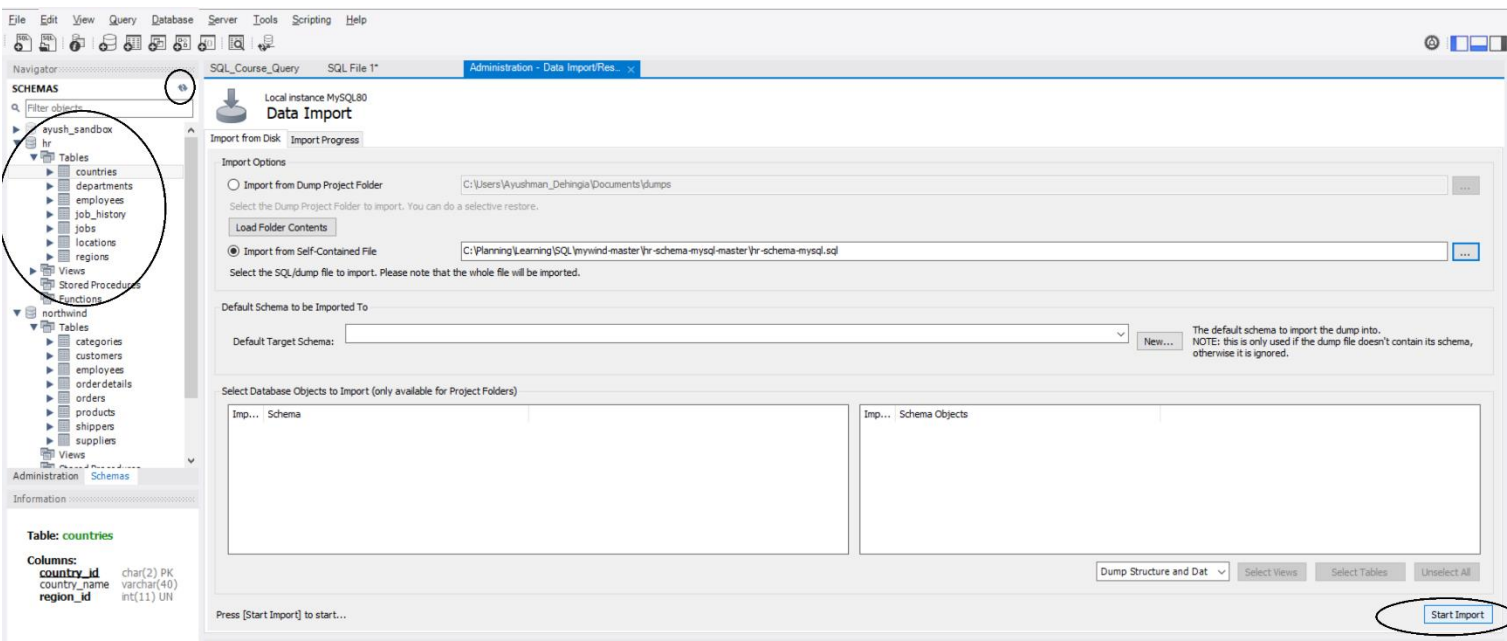 File Edit View Query Database Server Tools Scripting Help
Navigator
SCHEMAS
Filter objects
ayush_sandbox
hr
Tables
countries
departments
employees
job_history
jobs
locations
regions
Views
Stored Procedures
Functions
northwind
Tables
categories
customers
employees
orderdetails
orders
products
shippers
suppliers
Views
Administration Schemas
Information
Table: countries
Columns:
country_id char(2) PK
country_name varchar(40)
region_id int(11) UN
SQL_Course_Query SQL File 1* Administration - Data Import/Res... ×
Local instance MySQL80
Data Import
Import from Disk Import Progress
Import Options
Import from Dump Project Folder C:\Users\Ayushman_Dehingia\Documents\dumps ...
Select the Dump Project Folder to import. You can do a selective restore.
Load Folder Contents
Import from Self-Contained File C:\Planning\Learning\SQL\mywind-master\hr-schema-mysql-master\hr-schema-mysql.sql ...
Select the SQL/dump file to import. Please note that the whole file will be imported.
Default Schema to be Imported To
Default Target Schema: New...
The default schema to import the dump into.
NOTE: this is only used if the dump file doesn't contain its schema,
otherwise it is ignored.
Select Database Objects to Import (only available for Project Folders)
Imp... Schema Imp... Schema Objects
Dump Structure and Dat Select Views Select Tables Unselect All
Press [Start Import] to start... Start Import